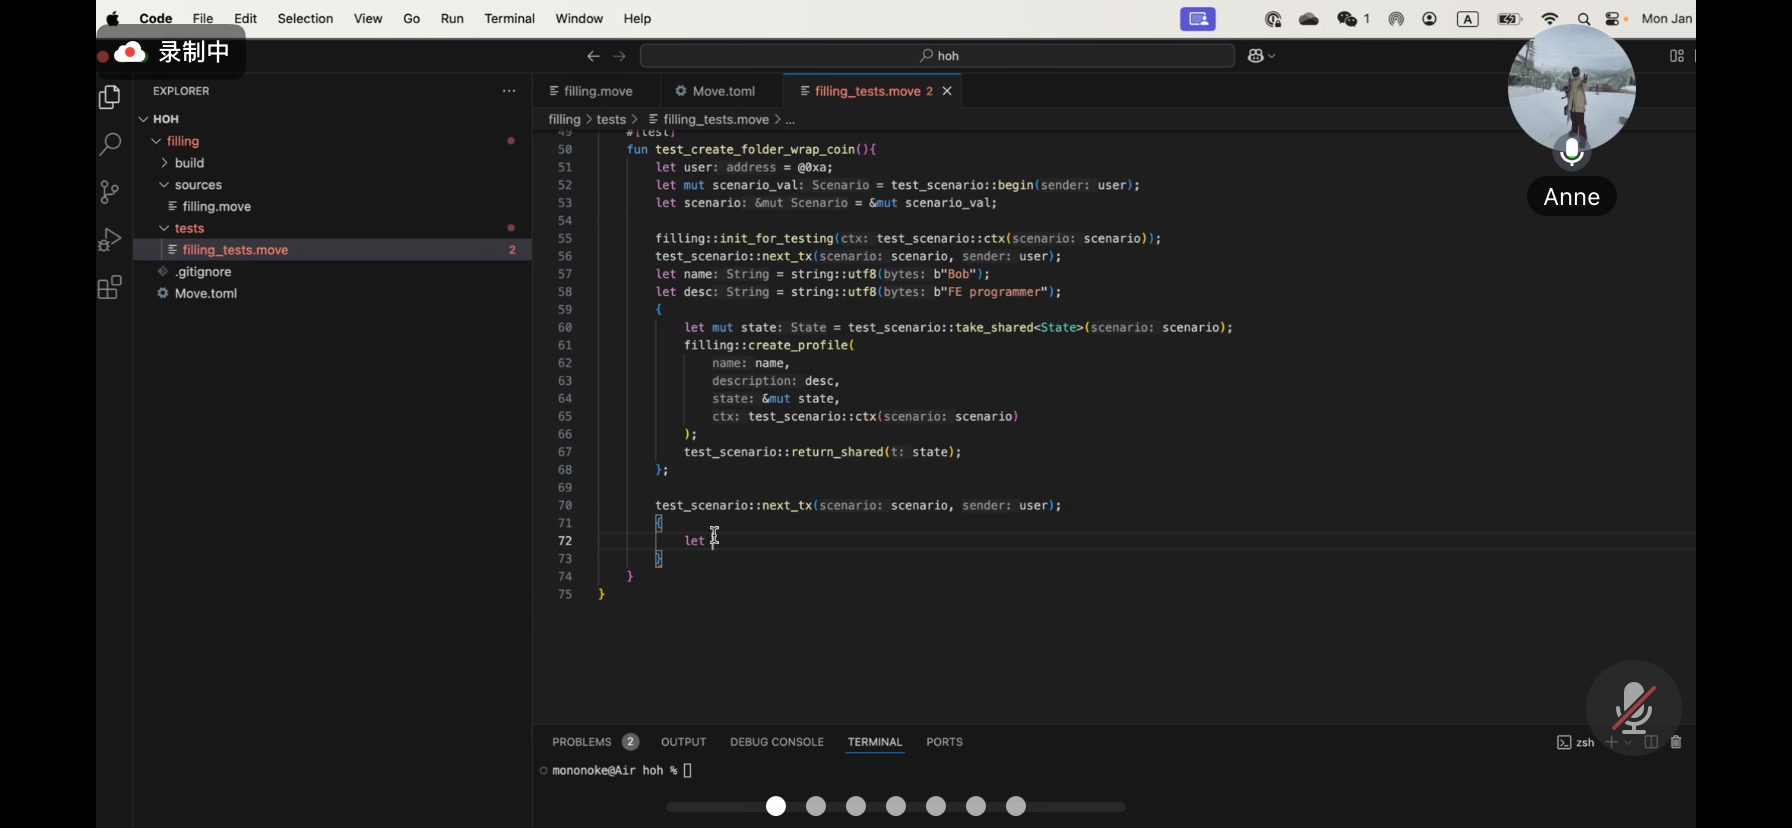 Code File Edit Selection View Go Run Terminal Window Help 1 A Mon Jan
录制中
hoh
EXPLORER
filling.move Move.toml filling_tests.move 2
HOH
filling > tests > filling_tests.move > ...
filling
build
sources
filling.move
tests
filling_tests.move 2
.gitignore
Move.toml
Anne
49 #[test]
50 fun test_create_folder_wrap_coin(){
51 let user: address = @0xa;
52 let mut scenario_val: Scenario = test_scenario::begin(sender: user);
53 let scenario: &mut Scenario = &mut scenario_val;
54
55 filling::init_for_testing(ctx: test_scenario::ctx(scenario: scenario));
56 test_scenario::next_tx(scenario: scenario, sender: user);
57 let name: String = string::utf8(bytes: b"Bob");
58 let desc: String = string::utf8(bytes: b"FE programmer");
59 {
60 let mut state: State = test_scenario::take_shared<State>(scenario: scenario);
61 filling::create_profile(
62 name: name,
63 description: desc,
64 state: &mut state,
65 ctx: test_scenario::ctx(scenario: scenario)
66 );
67 test_scenario::return_shared(t: state);
68 };
69
70 test_scenario::next_tx(scenario: scenario, sender: user);
71 {
72 let
73 }
74 }
75 }
PROBLEMS 2 OUTPUT DEBUG CONSOLE TERMINAL PORTS zsh
mononoke@Air hoh %